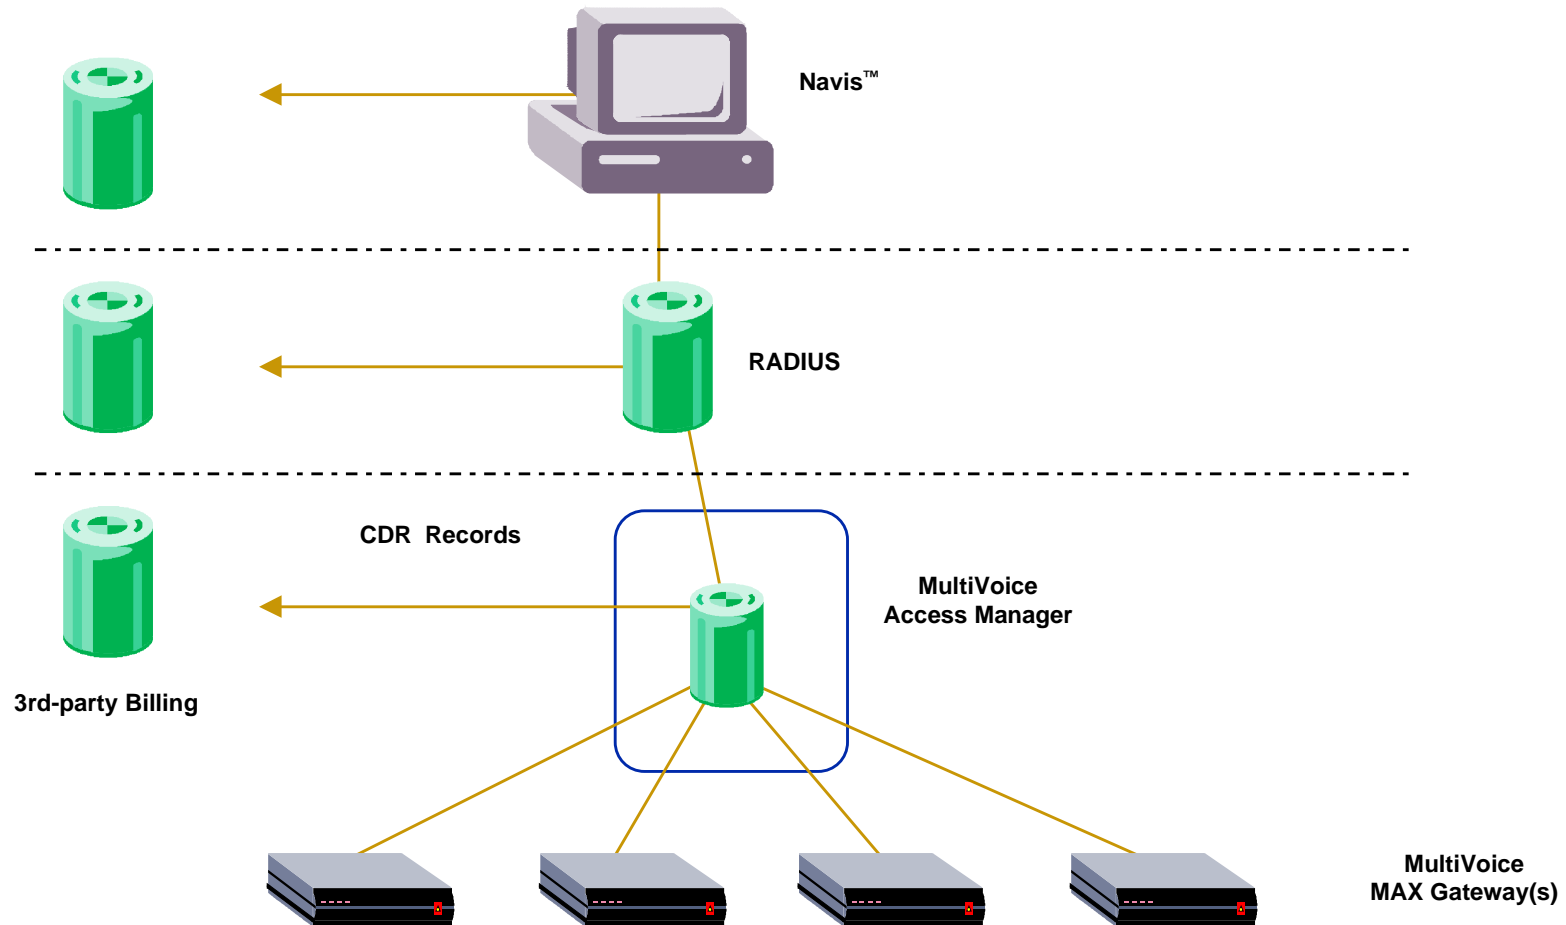 Navis™
RADIUS
CDR Records
MultiVoice
Access Manager
3rd-party Billing
MultiVoice
MAX Gateway(s)